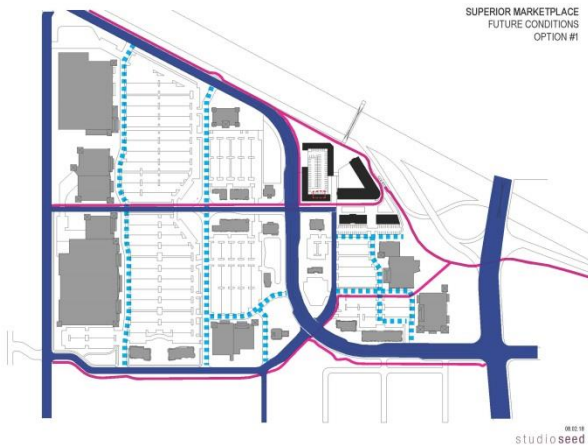 SUPERIOR MARKETPLACE
FUTURE CONDITIONS
OPTION #1
studioseed